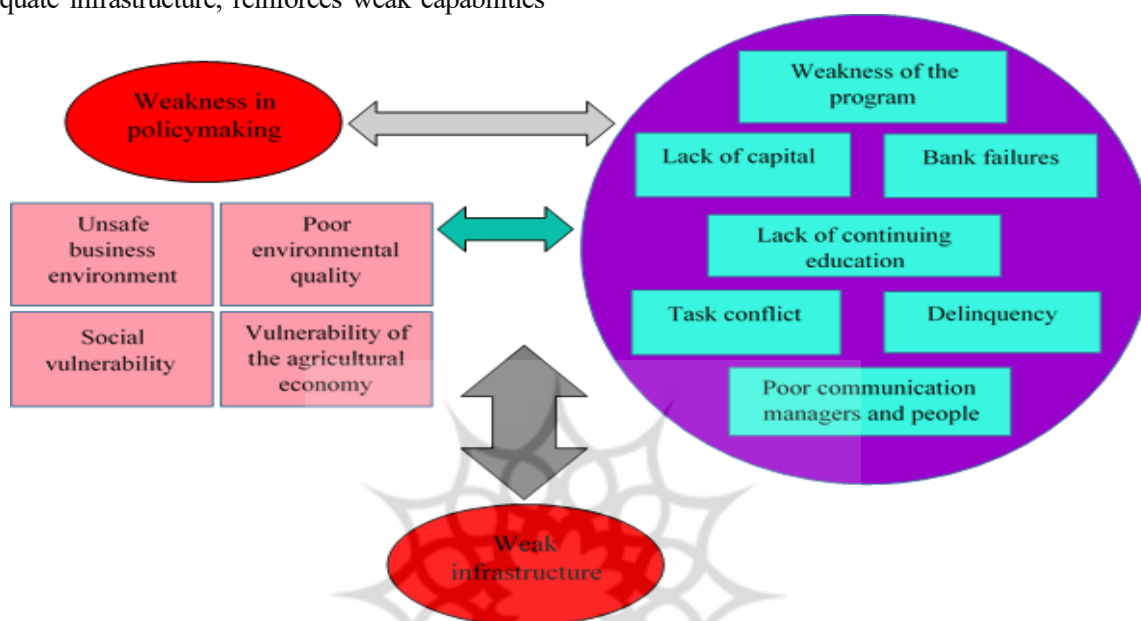 quate infrastructure, reinforces weak capabilities
Weakness in
policymaking
Unsafe
business
environment
Poor
environmental
quality
Social
vulnerability
Vulnerability of
the agricultural
economy
Weakness of the
program
Lack of capital
Bank failures
Lack of continuing
education
Task conflict
Delinquency
Poor communication
managers and people
Weak
infrastructure